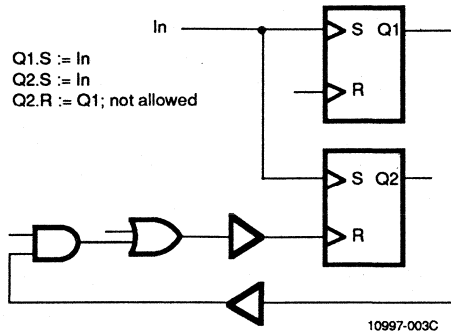 In
Q1.S := In
Q2.S := In
Q2.R := Q1; not allowed
S Q1
R
S Q2
R
10997-003C